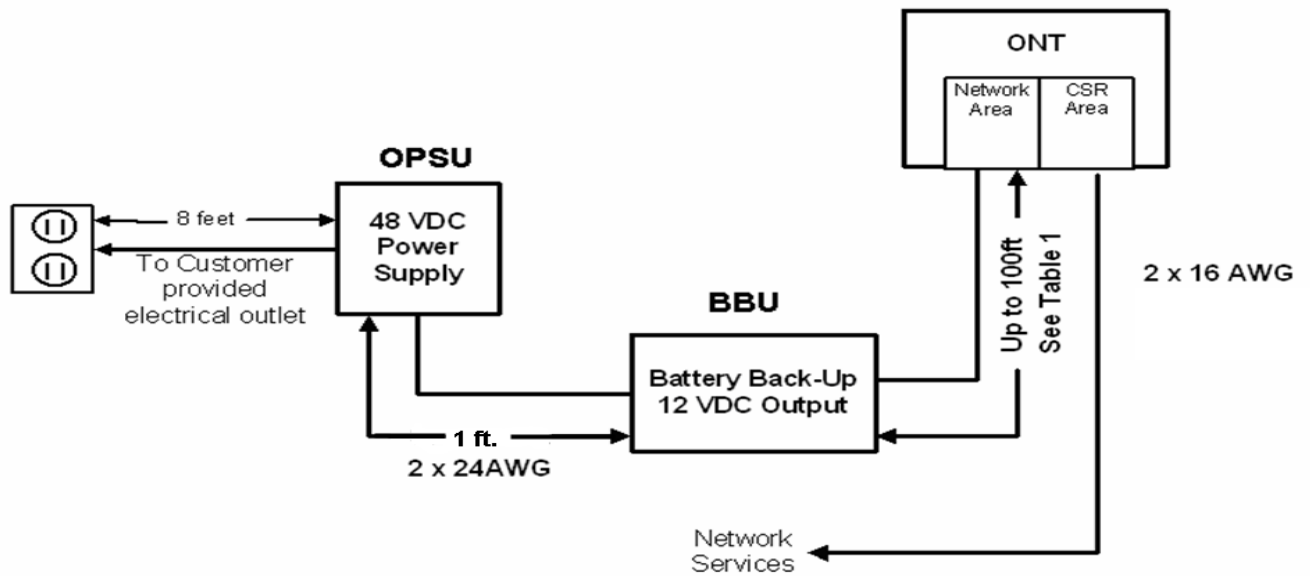 ONT
Network
Area
CSR
Area
OPSU
48 VDC
Power
Supply
8 feet
To Customer
provided
electrical outlet
BBU
Battery Back-Up
12 VDC Output
1 ft.
2 x 24AWG
Up to 100ft
See Table 1
2 x 16 AWG
Network
Services